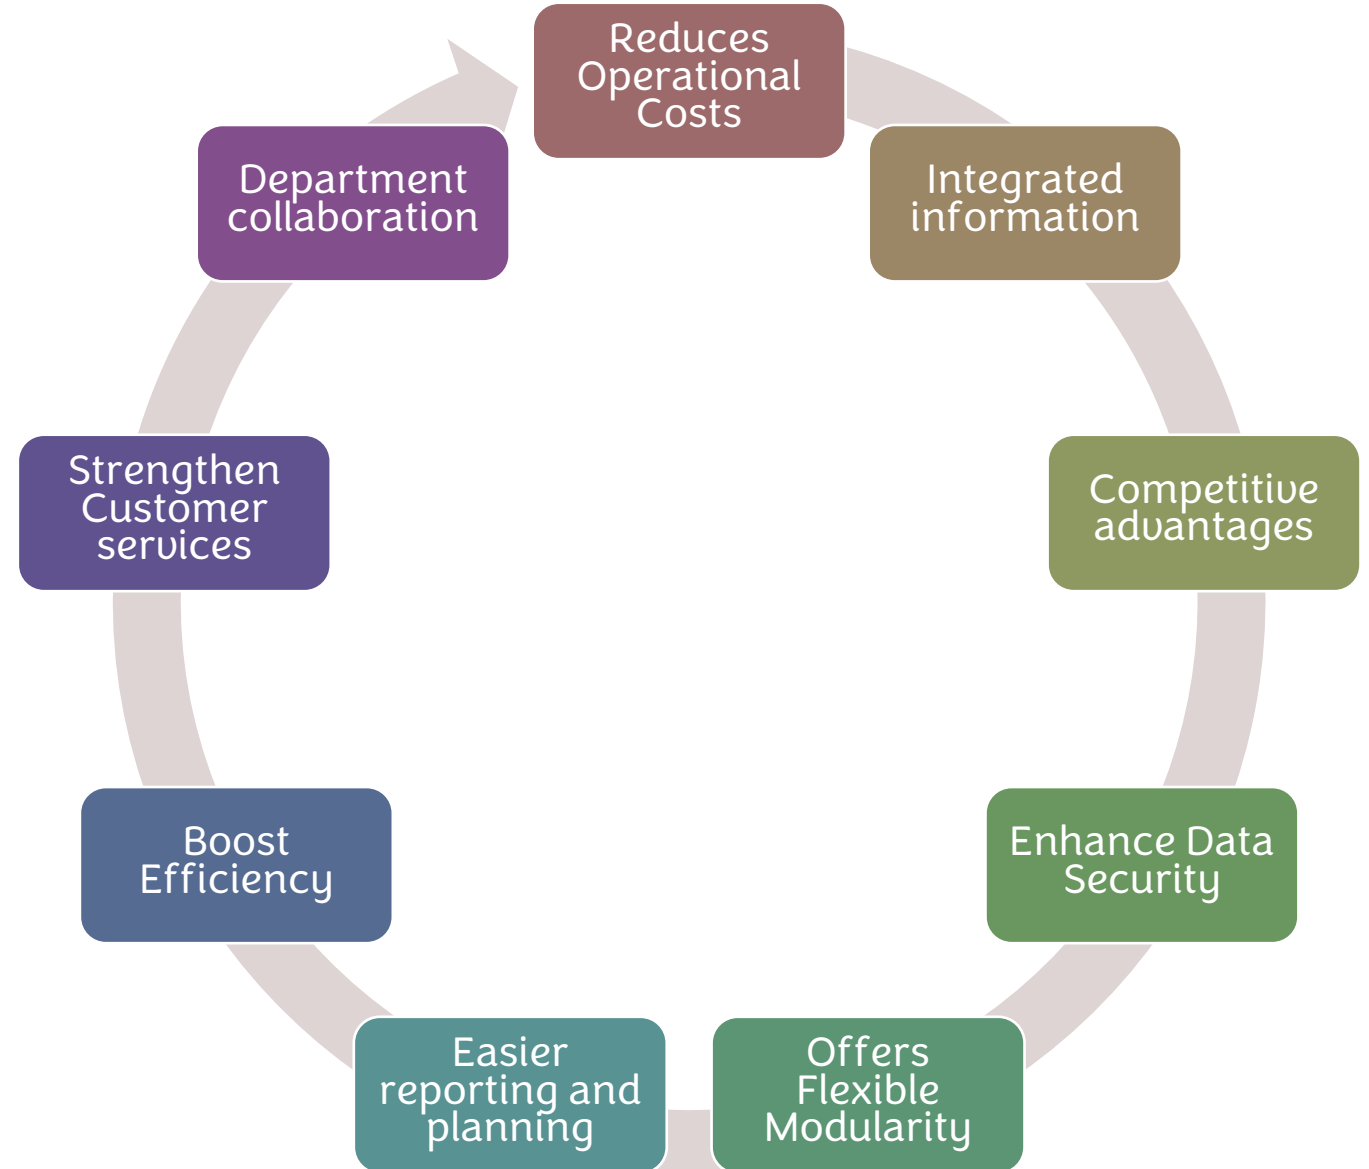 Reduces
Operational
Costs
Integrated
information
Competitive
advantages
Enhance Data
Security
Offers
Flexible
Modularity
Easier
reporting and
planning
Boost
Efficiency
Strengthen
Customer
services
Department
collaboration